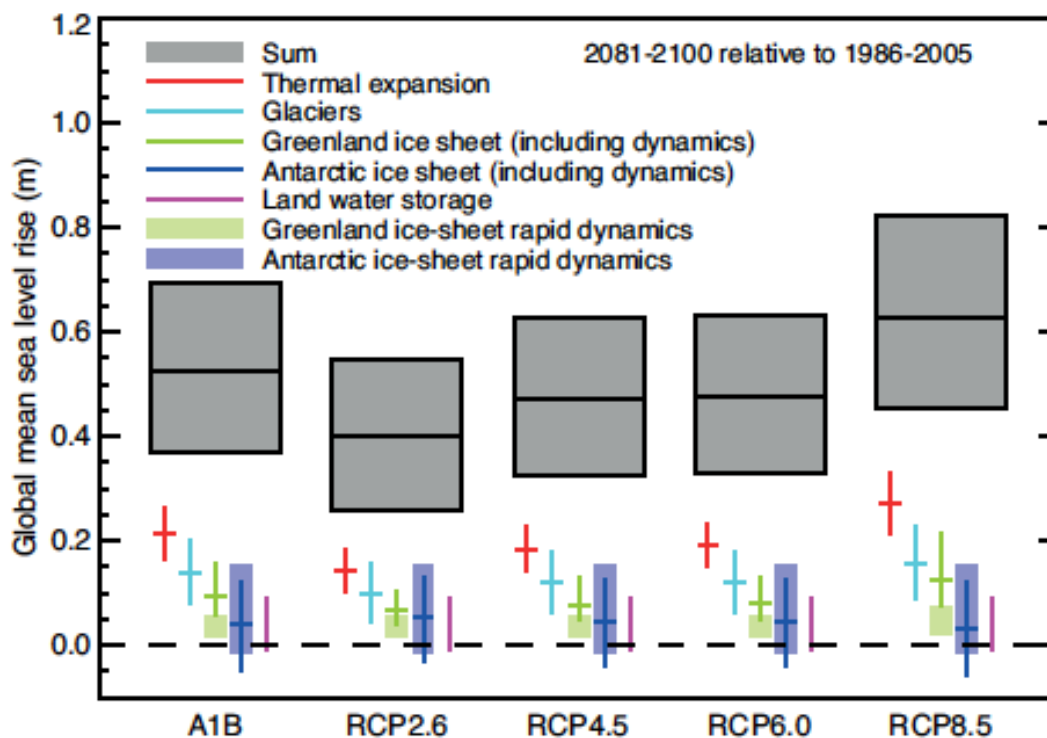 1.2
1.0
0.8
0.6
0.4
0.2
0.0
Global mean sea level rise (m)
2081-2100 relative to 1986-2005
Sum
Thermal expansion
Glaciers
Greenland ice sheet (including dynamics)
Antarctic ice sheet (including dynamics)
Land water storage
Greenland ice-sheet rapid dynamics
Antarctic ice-sheet rapid dynamics
A1B RCP2.6 RCP4.5 RCP6.0 RCP8.5